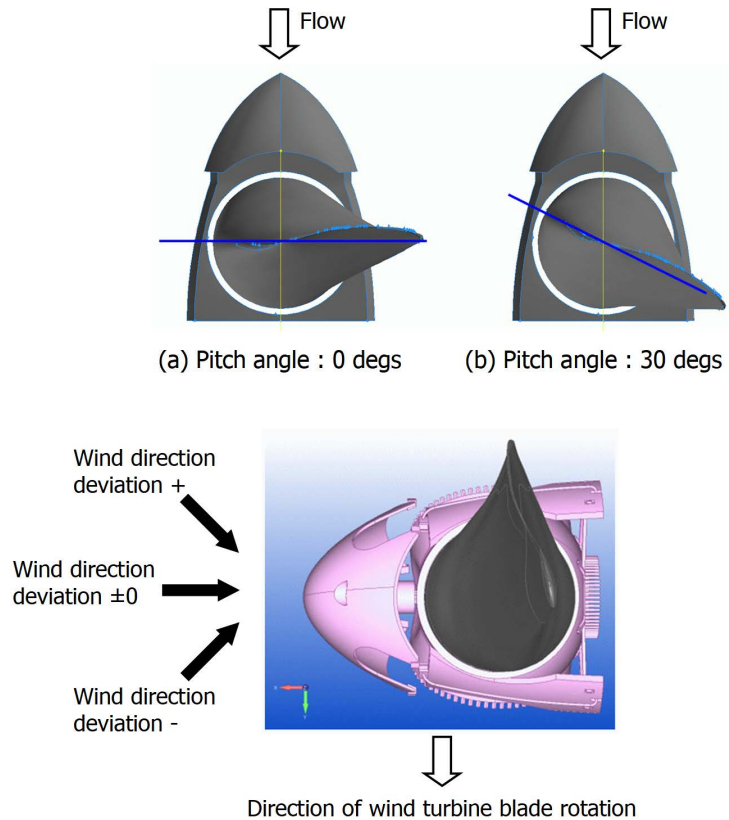 Flow
Flow
(a) Pitch angle : 0 degs
(b) Pitch angle : 30 degs
Wind direction
deviation +
Wind direction
deviation ±0
Wind direction
deviation -
Direction of wind turbine blade rotation